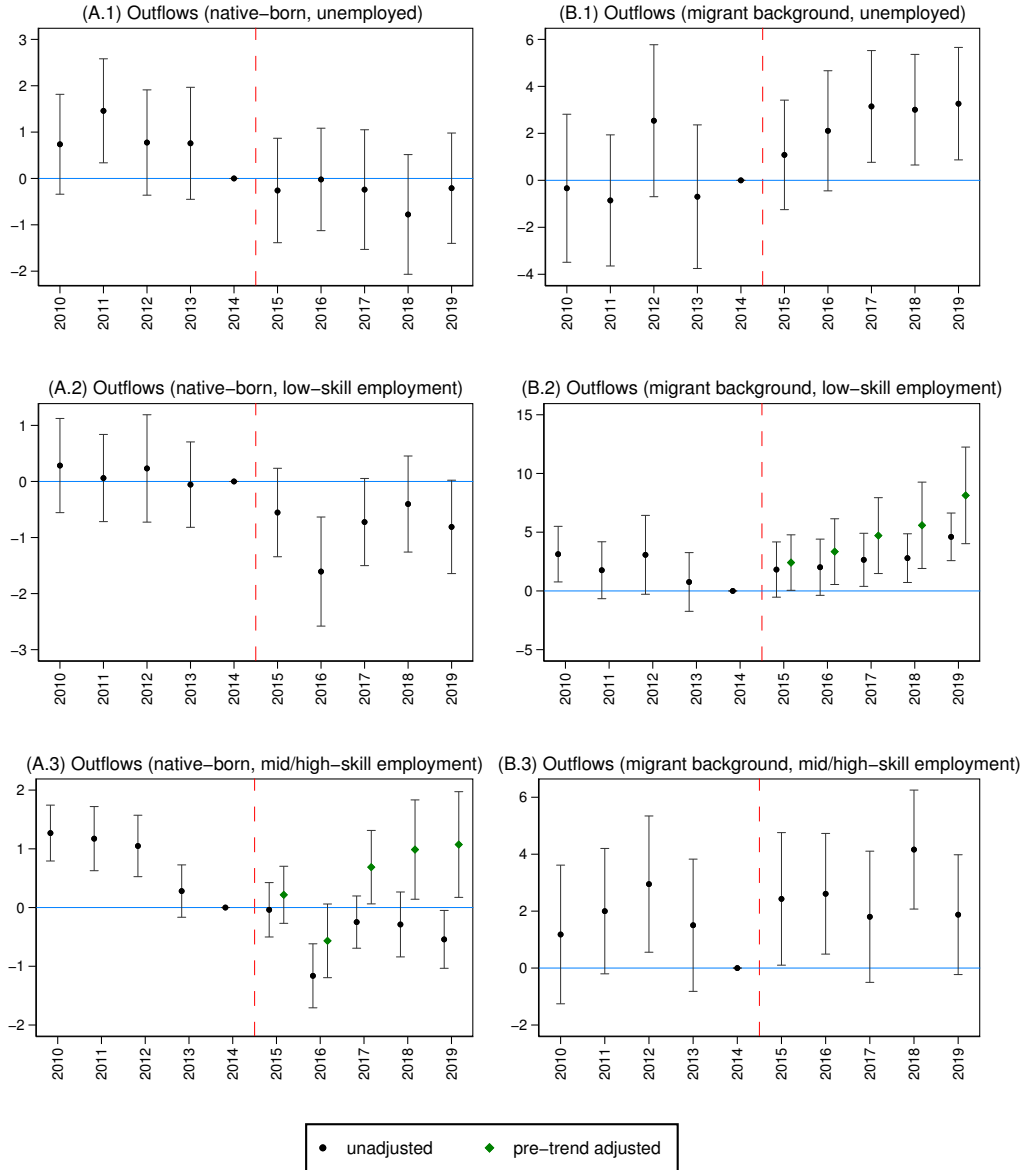 (A.1) Outflows (native−born, unemployed)
3
2
1
0
−1
−2
2010 2011 2012 2013 2014 2015 2016 2017 2018 2019
(B.1) Outflows (migrant background, unemployed)
6
4
2
0
−2
−4
2010 2011 2012 2013 2014 2015 2016 2017 2018 2019
(A.2) Outflows (native−born, low−skill employment)
1
0
−1
−2
−3
2010 2011 2012 2013 2014 2015 2016 2017 2018 2019
(B.2) Outflows (migrant background, low−skill employment)
15
10
5
0
−5
2010 2011 2012 2013 2014 2015 2016 2017 2018 2019
(A.3) Outflows (native−born, mid/high−skill employment)
2
1
0
−1
−2
2010 2011 2012 2013 2014 2015 2016 2017 2018 2019
(B.3) Outflows (migrant background, mid/high−skill employment)
6
4
2
0
−2
2010 2011 2012 2013 2014 2015 2016 2017 2018 2019
unadjusted pre−trend adjusted